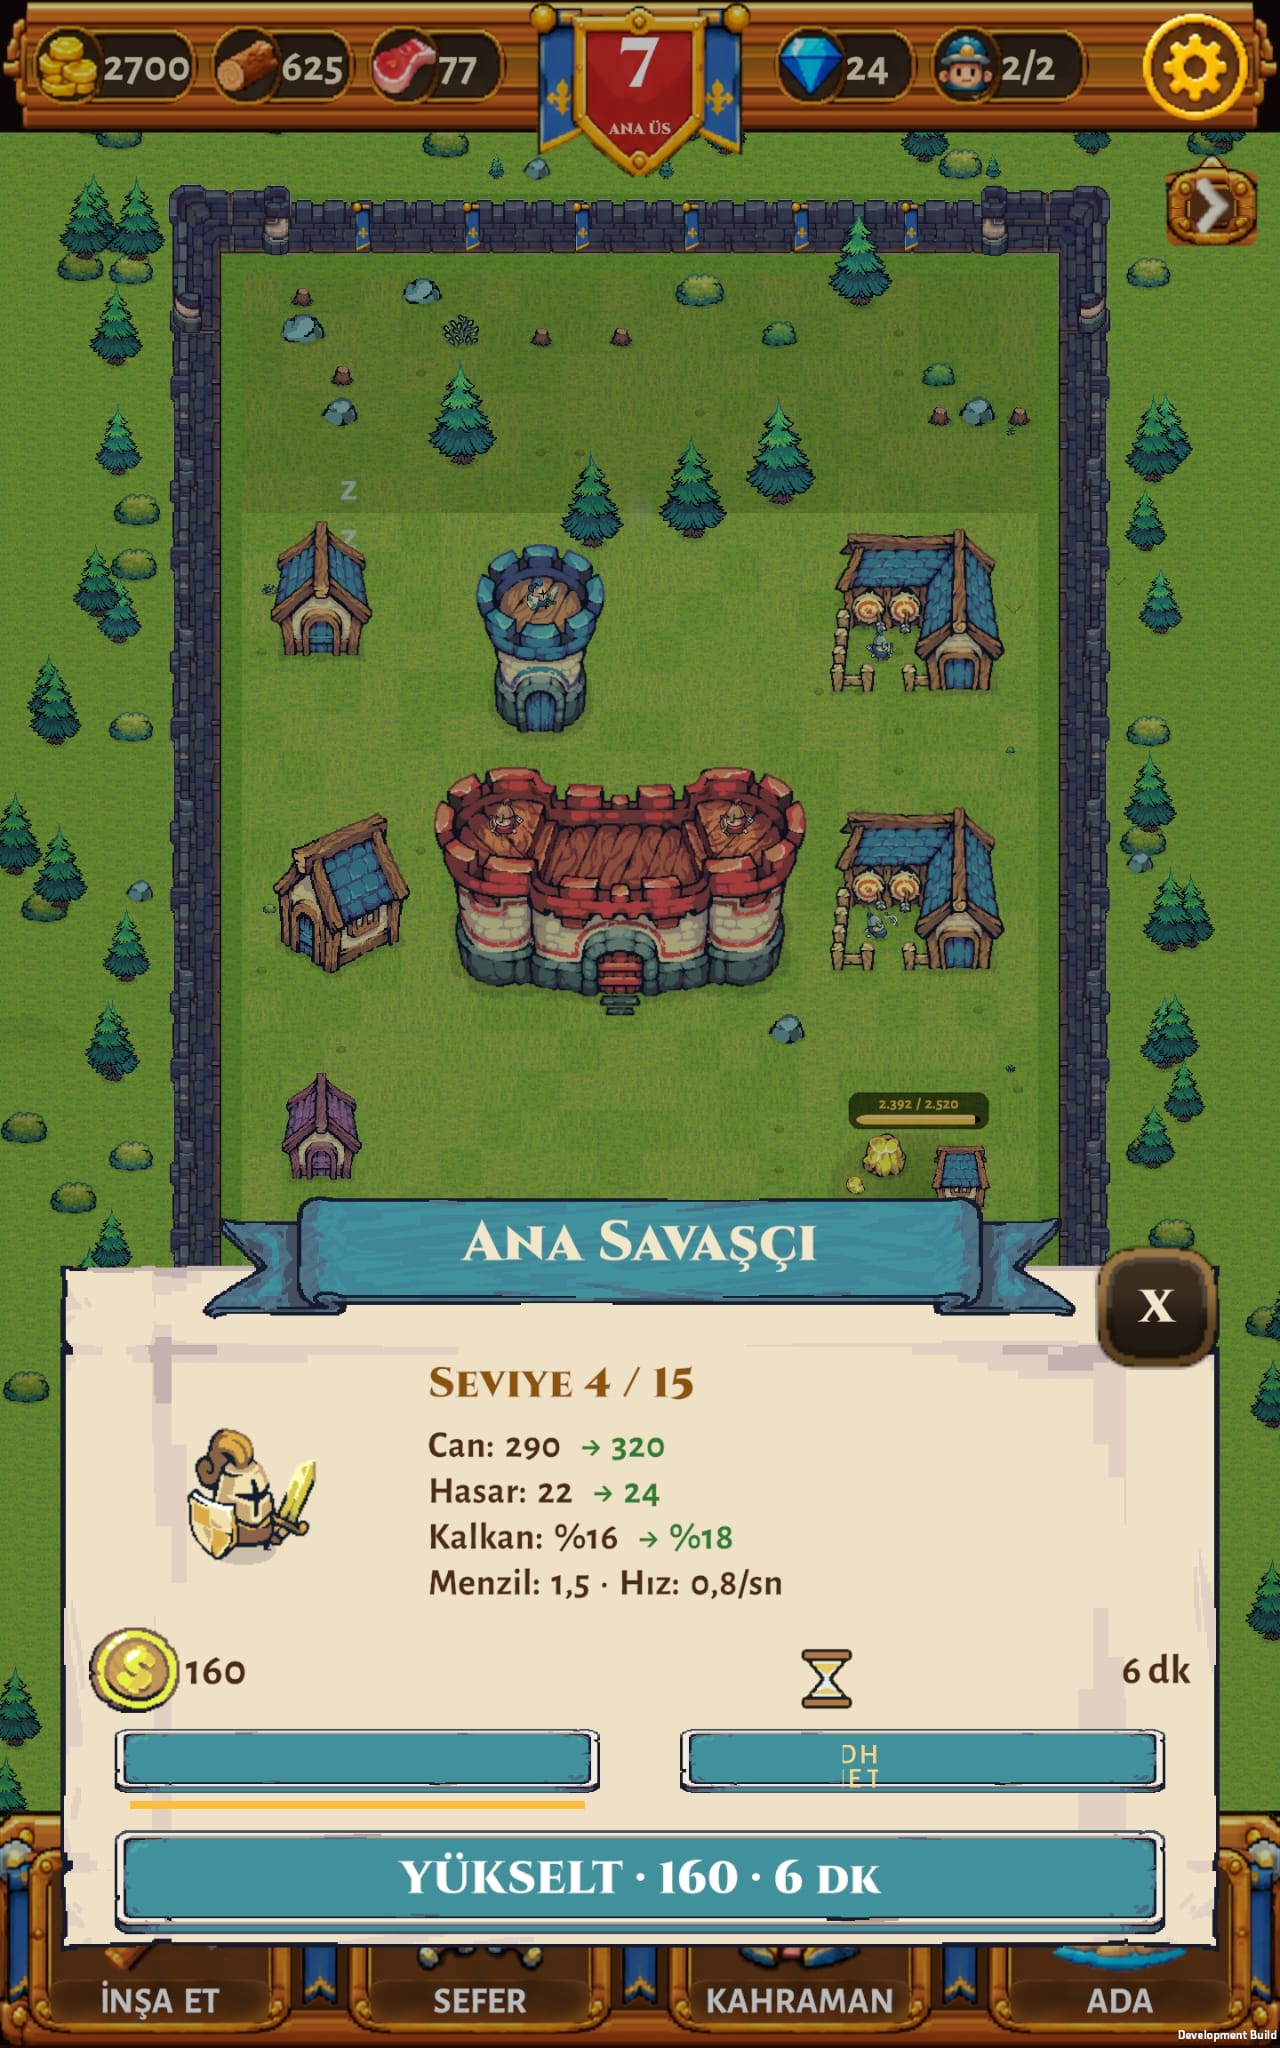 2700
625
77
7
ANA ÜS
24
2/2
Z
Z
2.392 / 2.520
ANA SAVAŞÇI
X
SEVIYE 4 / 15
Can: 290 → 320
Hasar: 22 → 24
Kalkan: %16 → %18
Menzil: 1,5 · Hız: 0,8/sn
160
6 dk
YÜKSELT · 160 · 6 DK
İNŞA ET
SEFER
KAHRAMAN
ADA
Development Build